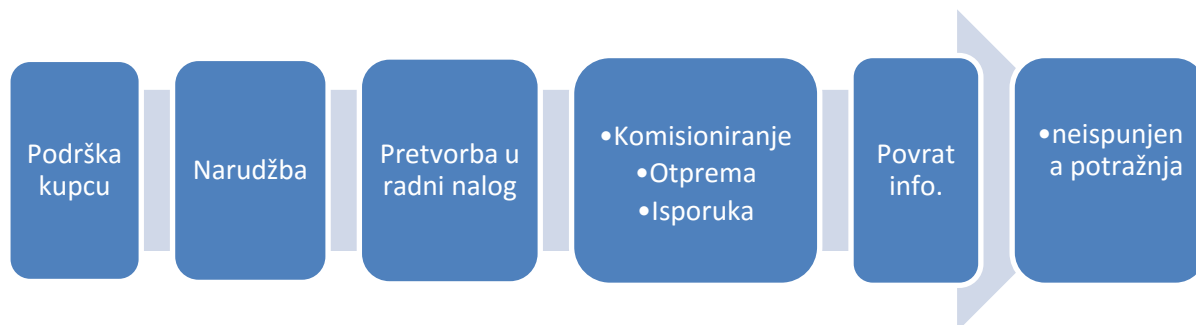 Podrška
kupcu
Narudžba
Pretvorba u
radni nalog
•Komisioniranje
•Otprema
•Isporuka
Povrat
info.
•neispunjen
a potražnja